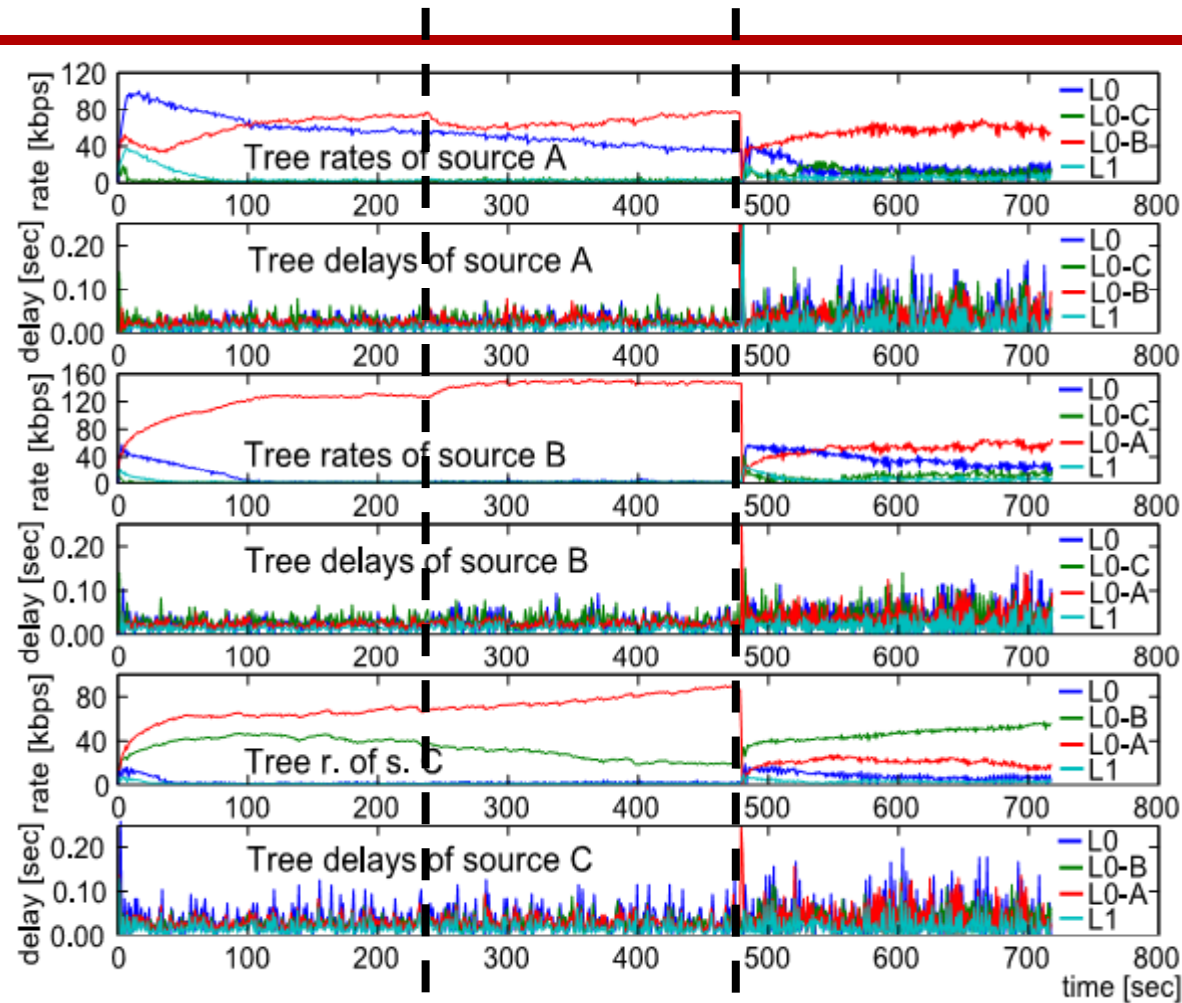 120
80
40
0
rate [kbps]
Tree rates of source A
L0
L0-C
L0-B
L1
0 100 200 300 400 500 600 700 800
0.20
0.10
0.00
delay [sec]
Tree delays of source A
L0
L0-C
L0-B
L1
0 100 200 300 400 500 600 700 800
160
120
80
40
0
rate [kbps]
Tree rates of source B
L0
L0-C
L0-A
L1
0 100 200 300 400 500 600 700 800
0.20
0.10
0.00
delay [sec]
Tree delays of source B
L0
L0-C
L0-A
L1
0 100 200 300 400 500 600 700 800
80
40
0
rate [kbps]
Tree r. of s. C
L0
L0-B
L0-A
L1
0 100 200 300 400 500 600 700 800
0.20
0.10
0.00
delay [sec]
Tree delays of source C
L0
L0-B
L0-A
L1
0 100 200 300 400 500 600 700 800
time [sec]